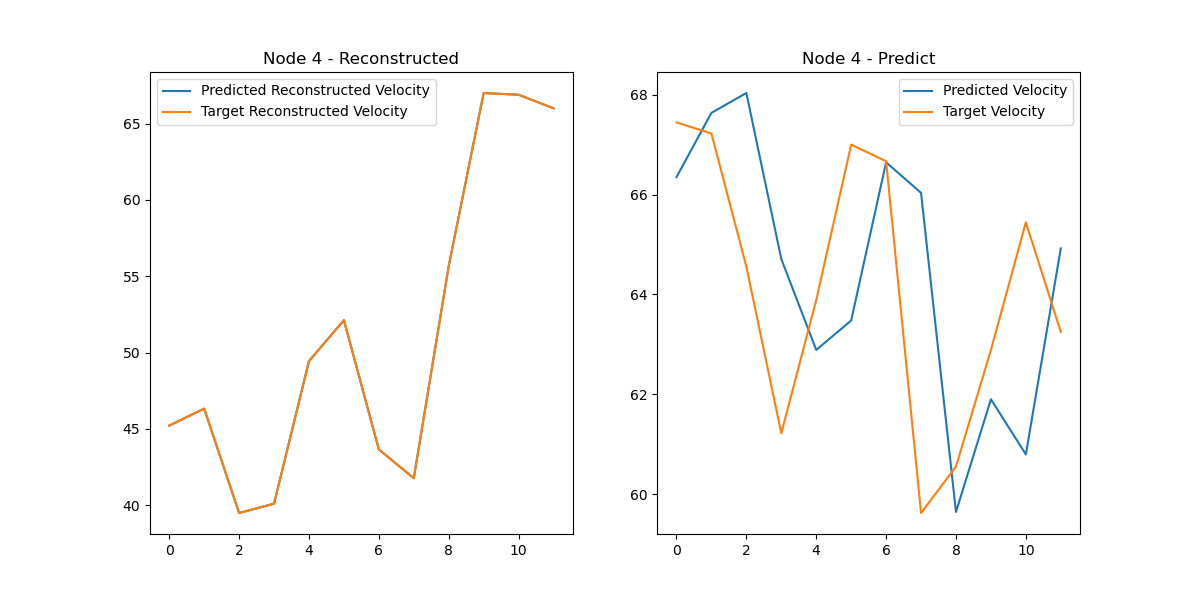 Node 4 - Reconstructed
Predicted Reconstructed Velocity
Target Reconstructed Velocity
65
60
55
50
45
40
0 2 4 6 8 10
Node 4 - Predict
Predicted Velocity
Target Velocity
68
66
64
62
60
0 2 4 6 8 10